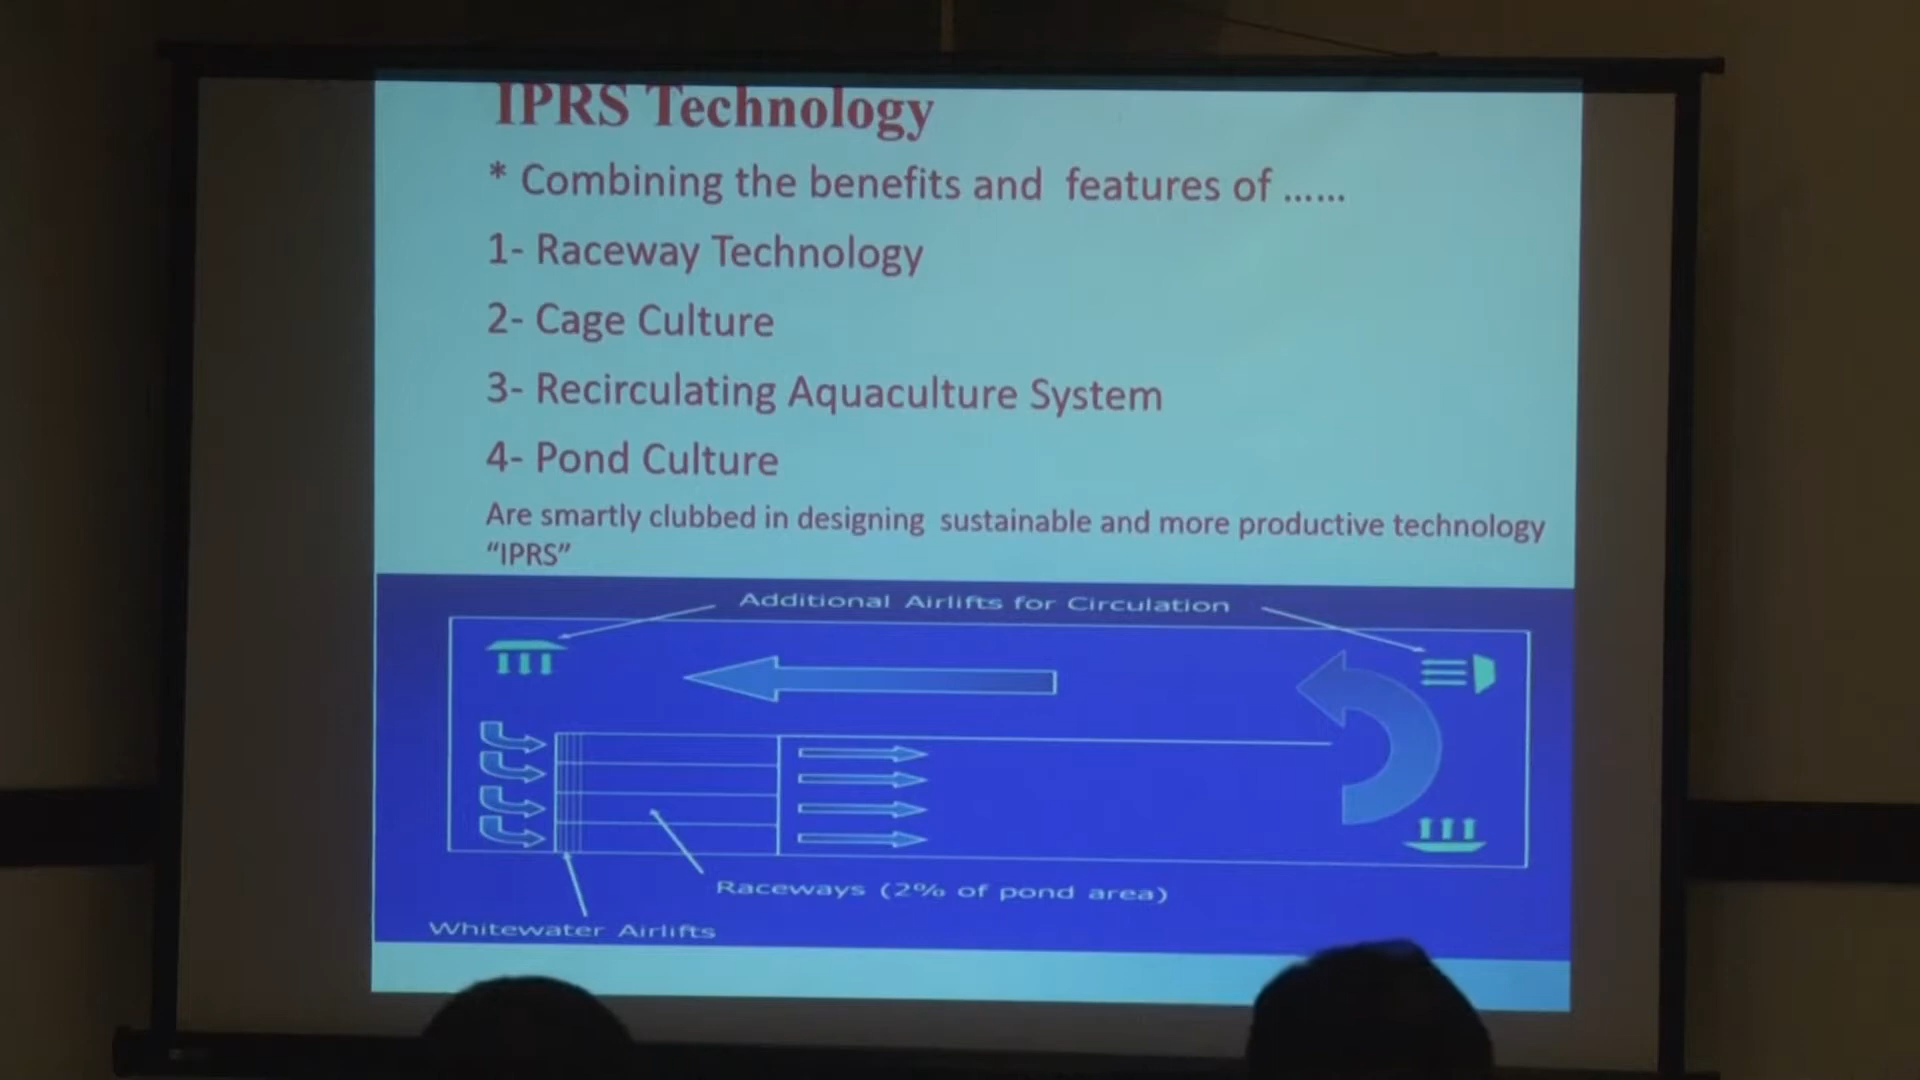 IPRS Technology
* Combining the benefits and features of ......
1- Raceway Technology
2- Cage Culture
3- Recirculating Aquaculture System
4- Pond Culture
Are smartly clubbed in designing sustainable and more productive technology
“IPRS”
Additional Airlifts for Circulation
Raceways (2% of pond area)
Whitewater Airlifts